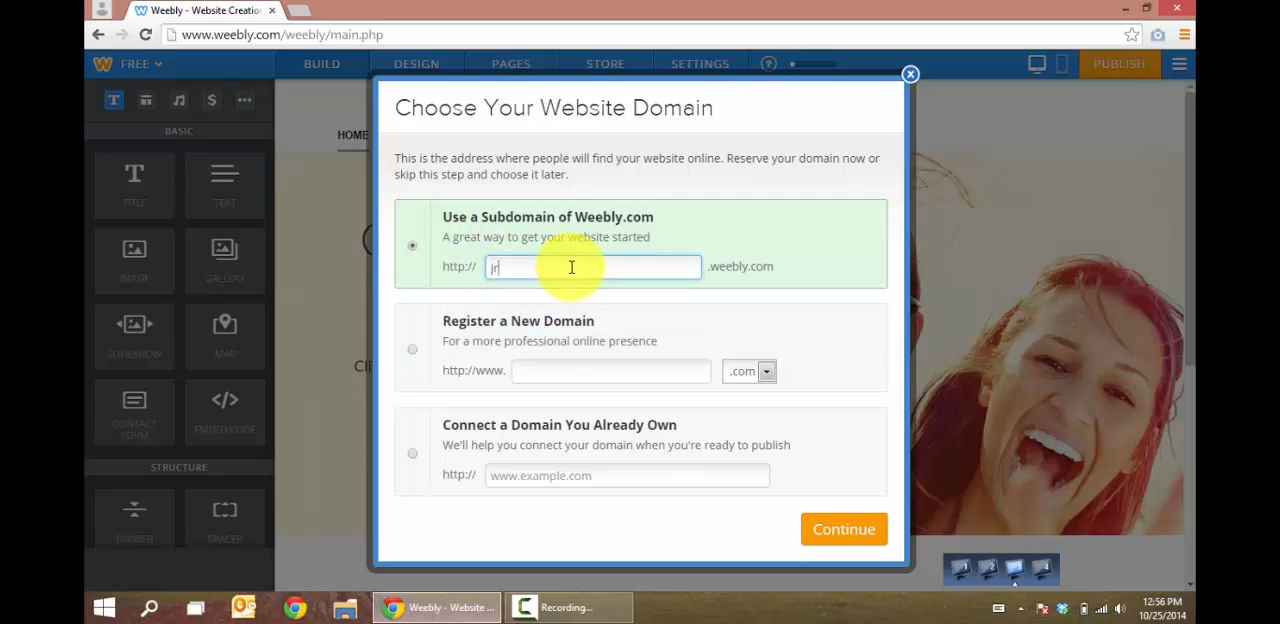 Weebly - Website Creation
www.weebly.com/weebly/main.php
FREE
BUILD
DESIGN
PAGES
STORE
SETTINGS
PUBLISH
BASIC
TITLE
TEXT
IMAGE
GALLERY
SLIDESHOW
MAP
CONTACT
FORM
EMBED CODE
STRUCTURE
DIVIDER
SPACER
HOME
Choose Your Website Domain
This is the address where people will find your website online. Reserve your domain now or
skip this step and choose it later.
Use a Subdomain of Weebly.com
A great way to get your website started
http:// jr .weebly.com
Register a New Domain
For a more professional online presence
http://www. .com
Connect a Domain You Already Own
We'll help you connect your domain when you're ready to publish
http:// www.example.com
Continue
1 2 3 4
Weebly - Website ...
Recording...
12:56 PM
10/25/2014